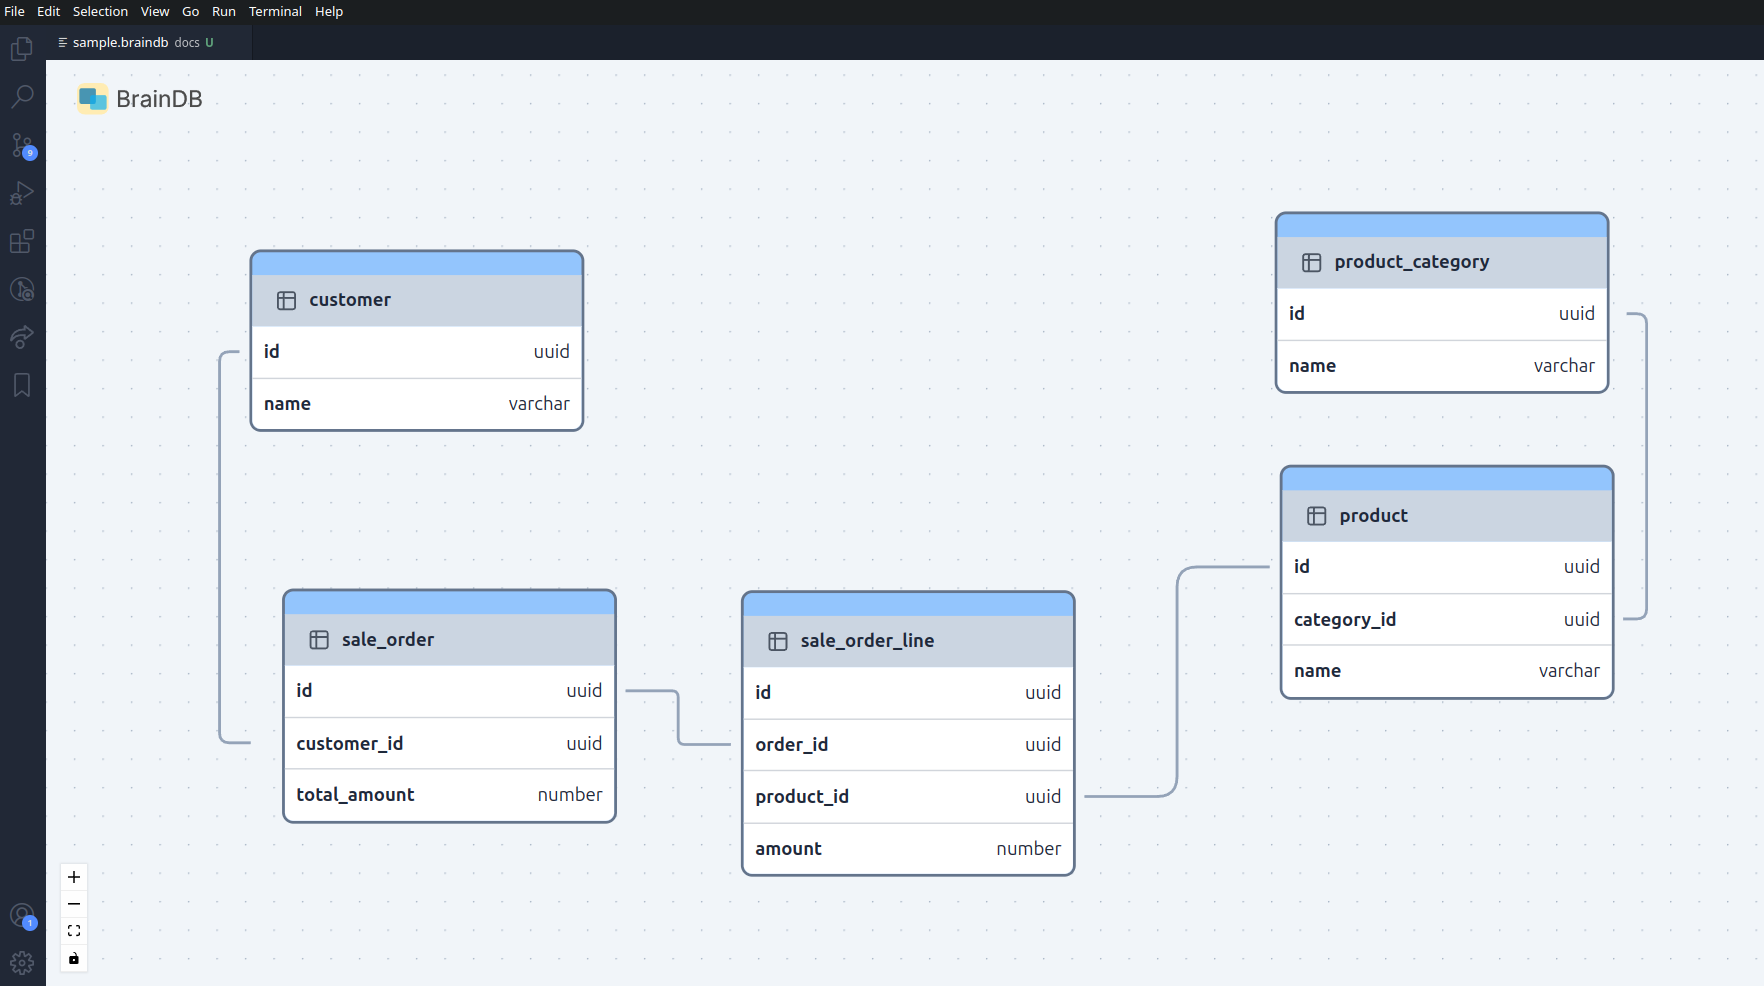 File Edit Selection View Go Run Terminal Help
sample.braindb docs U
BrainDB
9
1
customer
id uuid
name varchar
product_category
id uuid
name varchar
product
id uuid
category_id uuid
name varchar
sale_order
id uuid
customer_id uuid
total_amount number
sale_order_line
id uuid
order_id uuid
product_id uuid
amount number